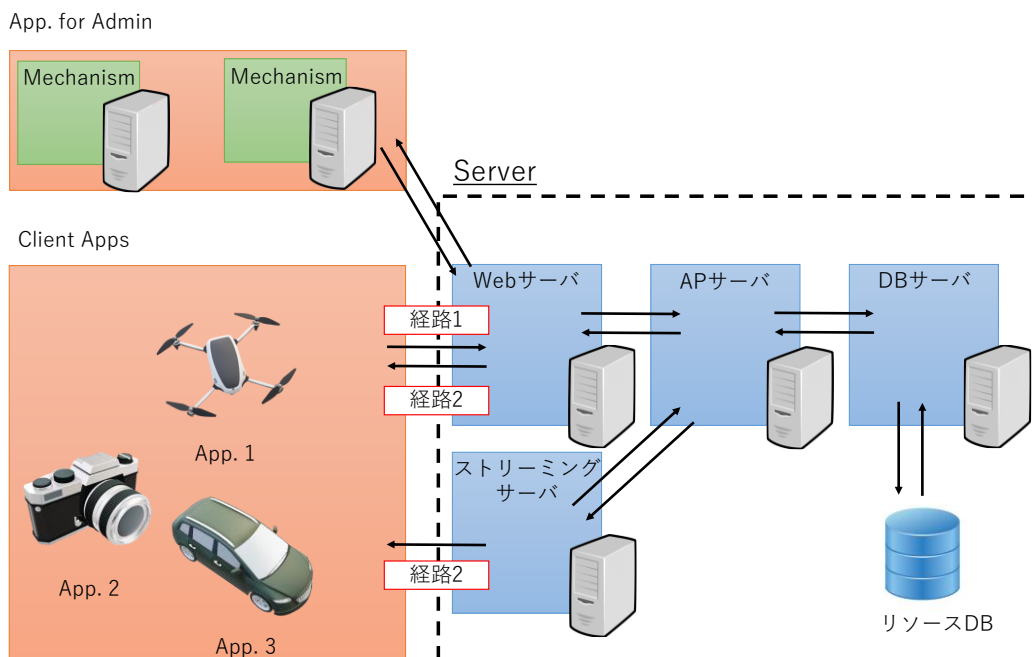 App. for Admin
Mechanism
Mechanism
Server
Client Apps
Webサーバ
APサーバ
DBサーバ
経路1
経路2
App. 1
ストリーミング
サーバ
App. 2
経路2
App. 3
リソースDB